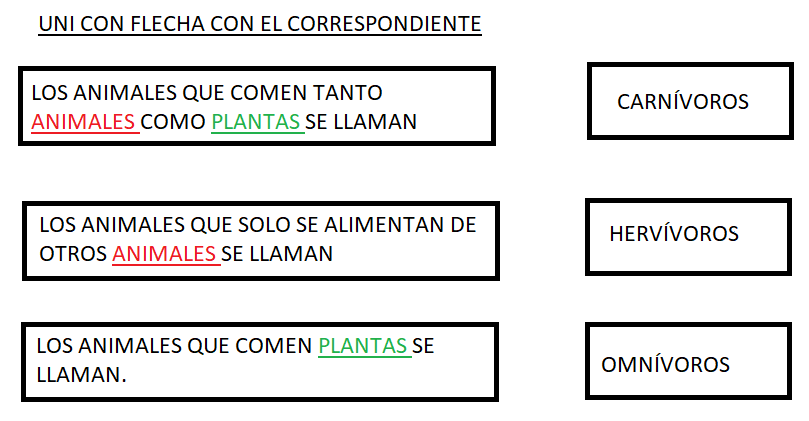 UNI CON FLECHA CON EL CORRESPONDIENTE
LOS ANIMALES QUE COMEN TANTO
ANIMALES COMO PLANTAS SE LLAMAN
CARNÍVOROS
LOS ANIMALES QUE SOLO SE ALIMENTAN DE
OTROS ANIMALES SE LLAMAN
HERVÍVOROS
LOS ANIMALES QUE COMEN PLANTAS SE
LLAMAN.
OMNÍVOROS